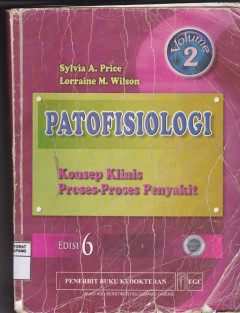 Volume
2
Sylvia A. Price
Lorraine M. Wilson
PATOFISIOLOGI
Konsep Klinis
Proses-Proses Penyakit
EDISI 6
PENERBIT BUKU KEDOKTERAN EGC